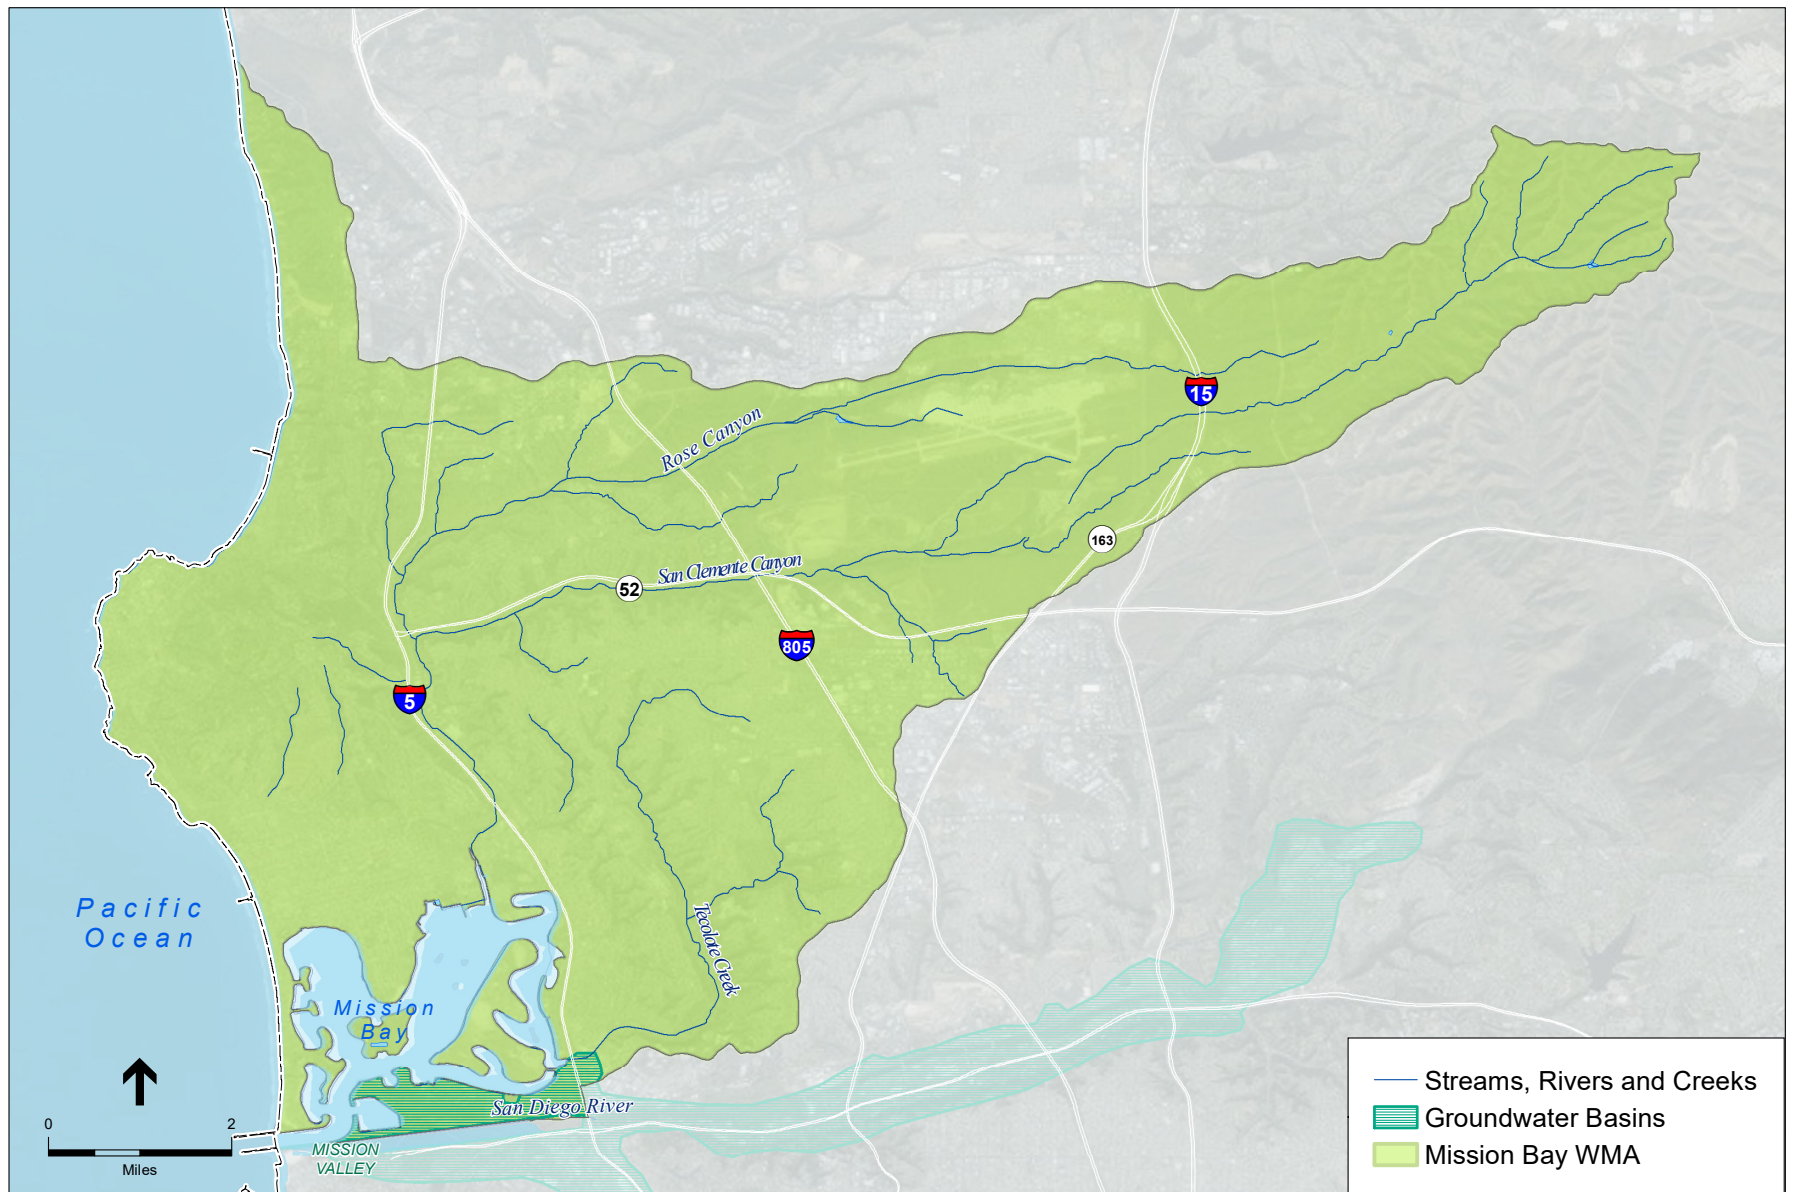 15
Rose Canyon
163
San Clemente Canyon
52
805
5
Pacific
Ocean
Tecolote Creek
Mission
Bay
San Diego River
MISSION
VALLEY
0 2
Miles
Streams, Rivers and Creeks
Groundwater Basins
Mission Bay WMA